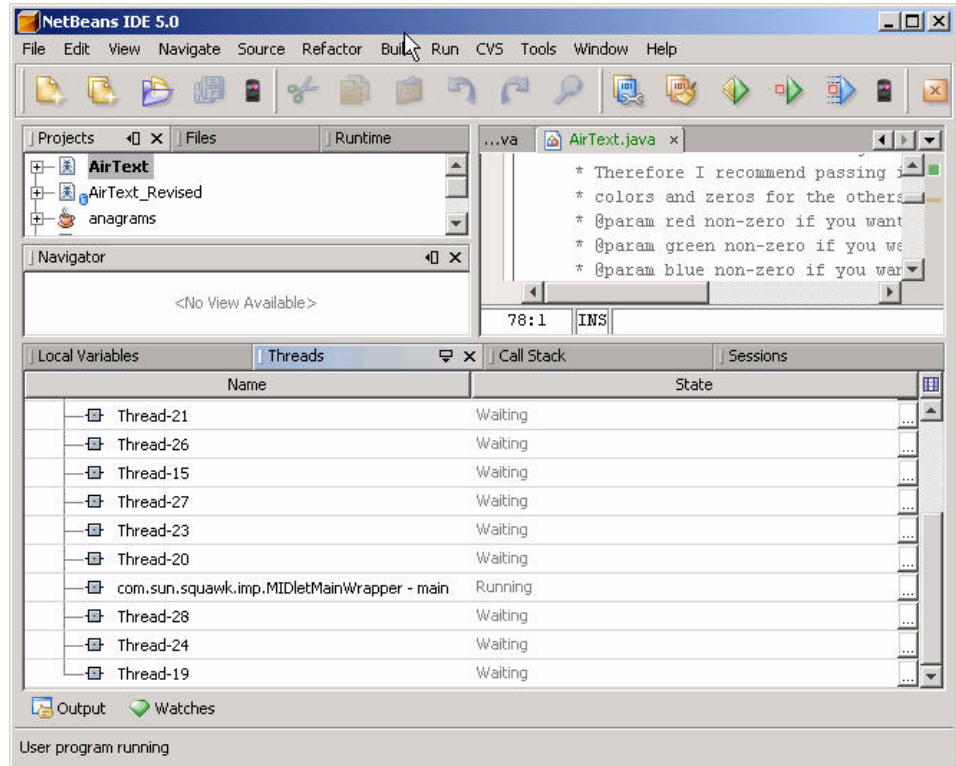 NetBeans IDE 5.0
File Edit View Navigate Source Refactor Build Run CVS Tools Window Help
Projects Files Runtime
...va AirText.java
AirText
AirText_Revised
anagrams
* Therefore I recommend passing
* colors and zeros for the others
* @param red non-zero if you want
* @param green non-zero if you
* @param blue non-zero if you
Navigator
<No View Available>
78:1 INS
Local Variables Threads Call Stack Sessions
Name State
Thread-21 Waiting
Thread-26 Waiting
Thread-15 Waiting
Thread-27 Waiting
Thread-23 Waiting
Thread-20 Waiting
com.sun.squawk.imp.MIDletMainWrapper - main Running
Thread-28 Waiting
Thread-24 Waiting
Thread-19 Waiting
Output Watches
User program running